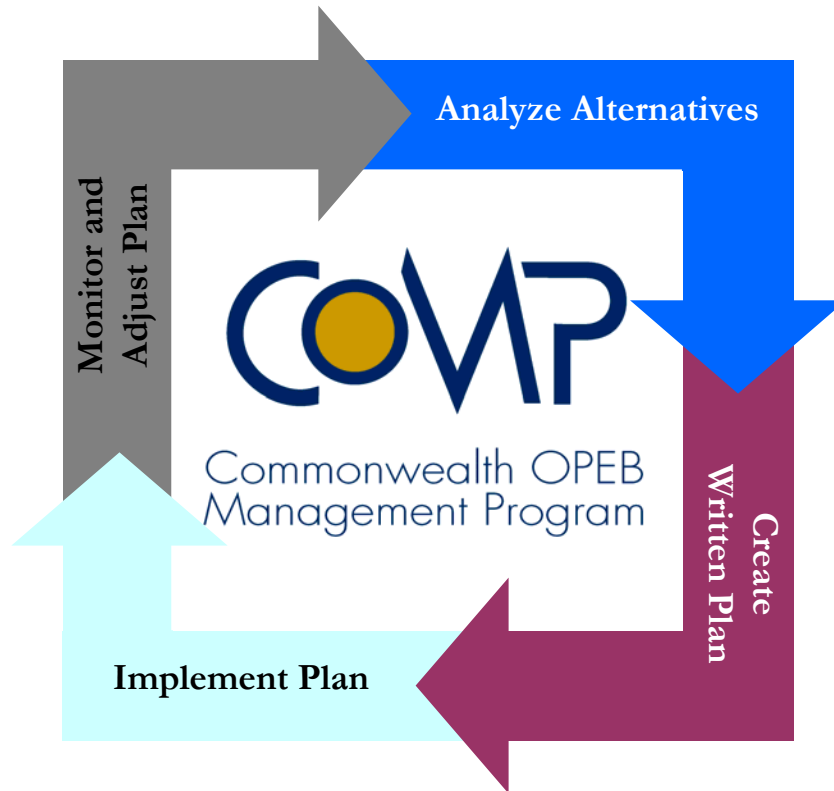 Analyze Alternatives
Monitor and
Adjust Plan
COMP
Commonwealth OPEB
Management Program
Create
Written Plan
Implement Plan